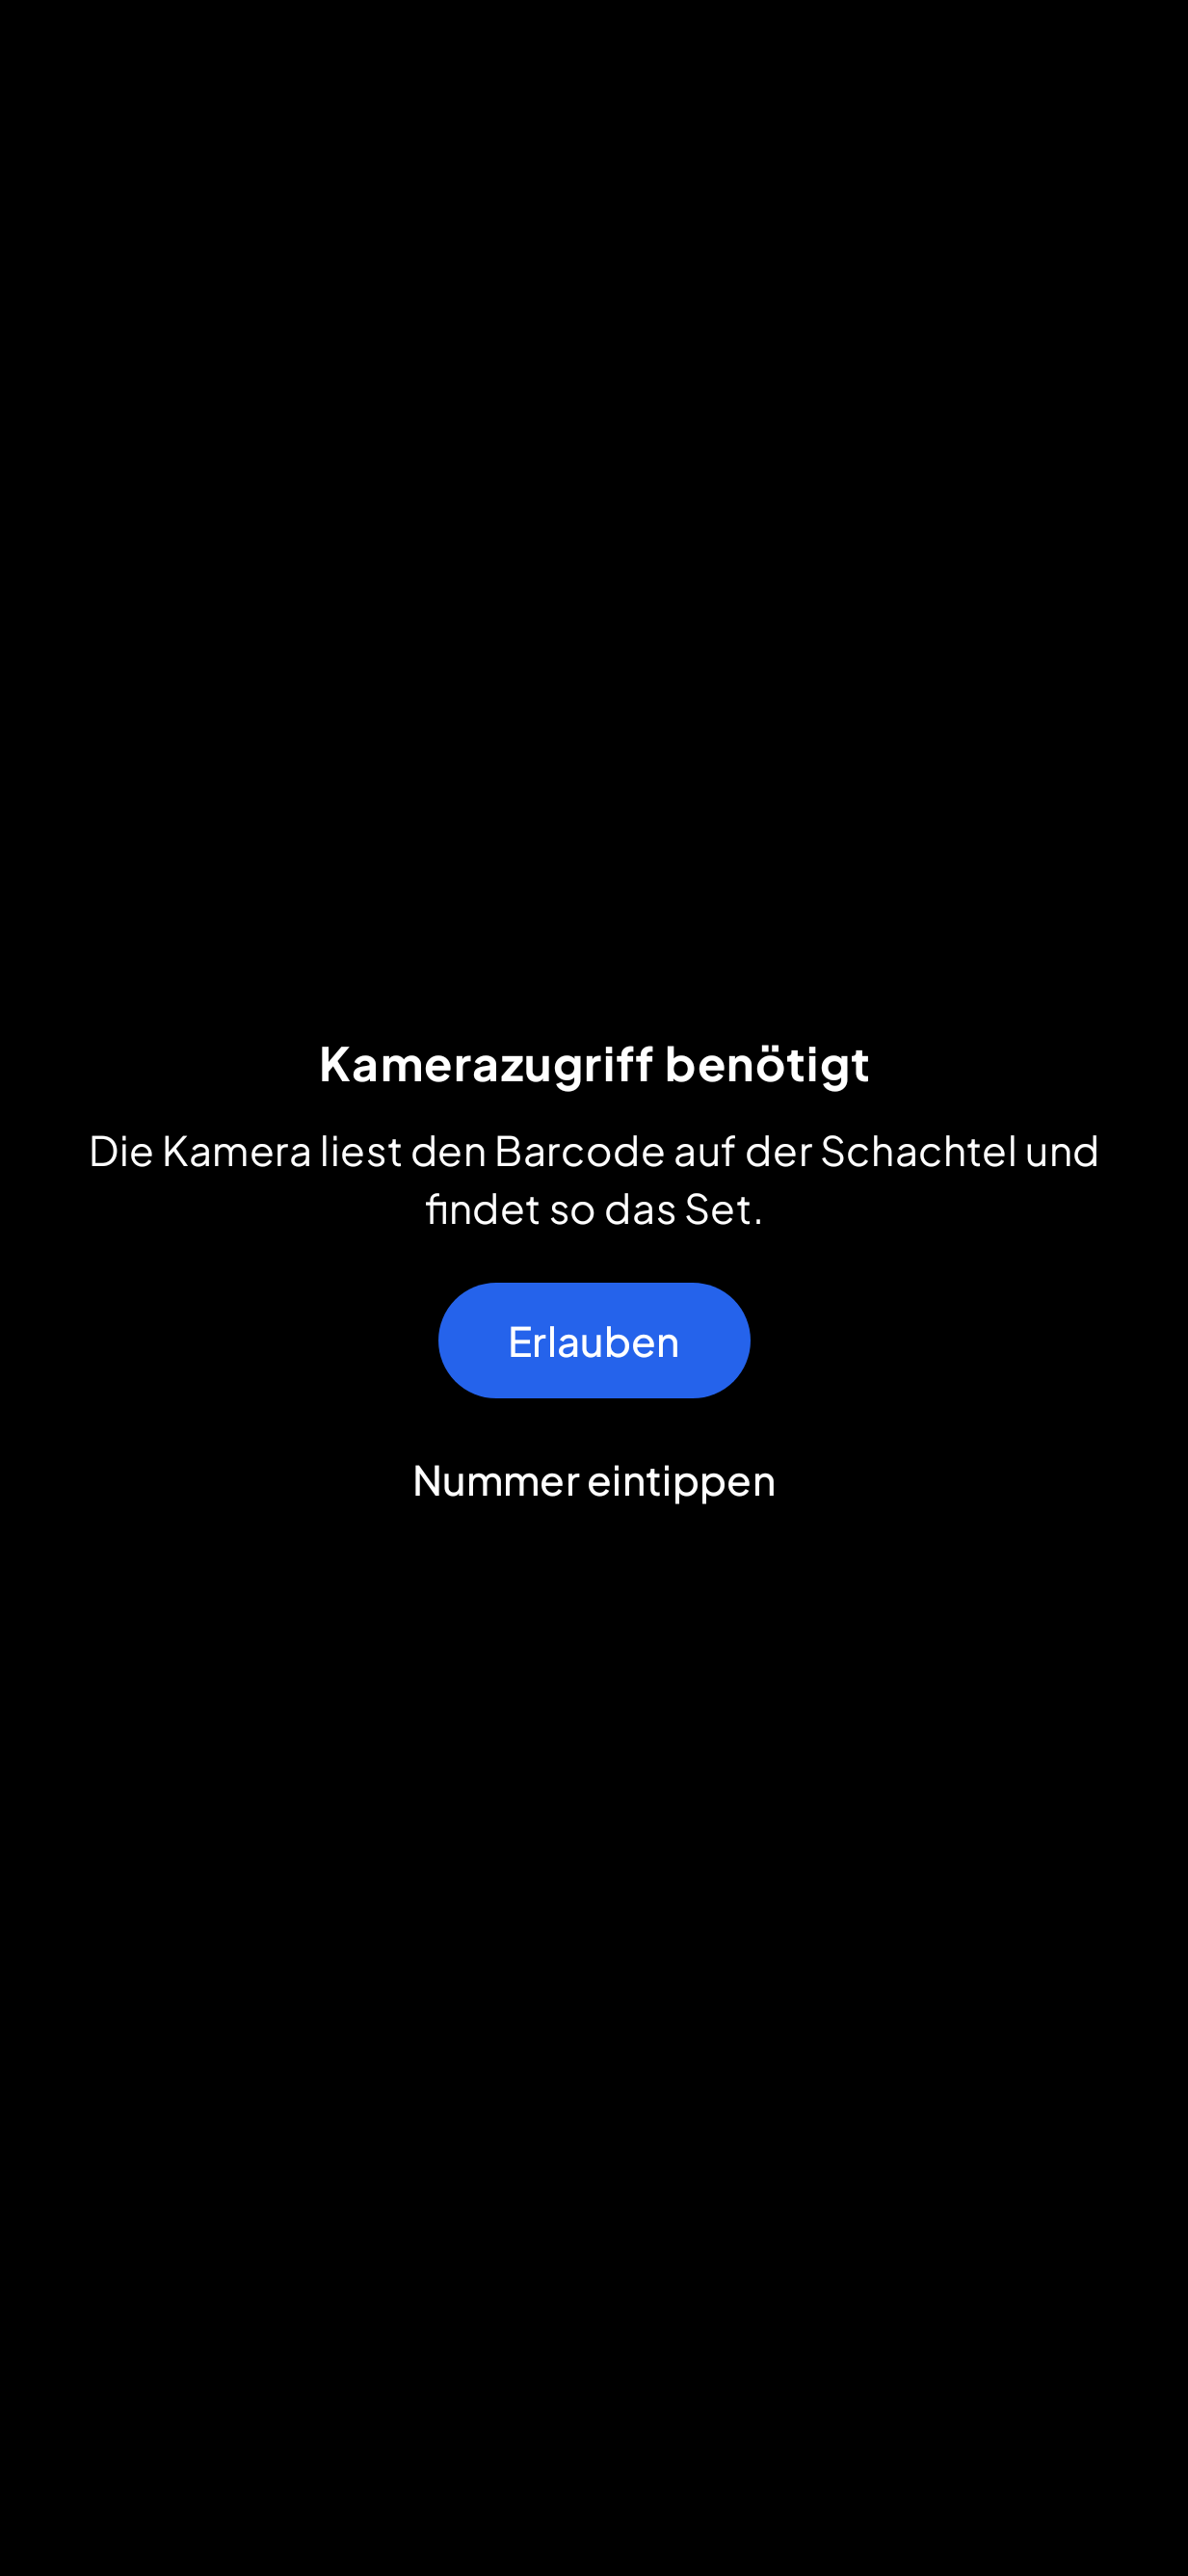 Kamerazugriff benötigt
Die Kamera liest den Barcode auf der Schachtel und
findet so das Set.
Erlauben
Nummer eintippen